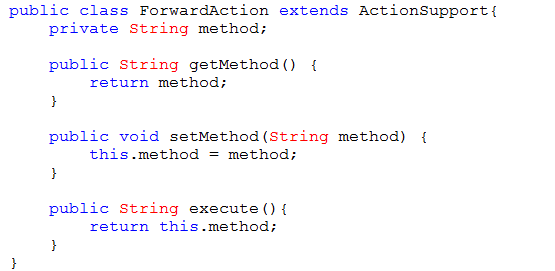 public class ForwardAction extends ActionSupport{
    private String method;

    public String getMethod() {
        return method;
    }

    public void setMethod(String method) {
        this.method = method;
    }

    public String execute(){
        return this.method;
    }
}